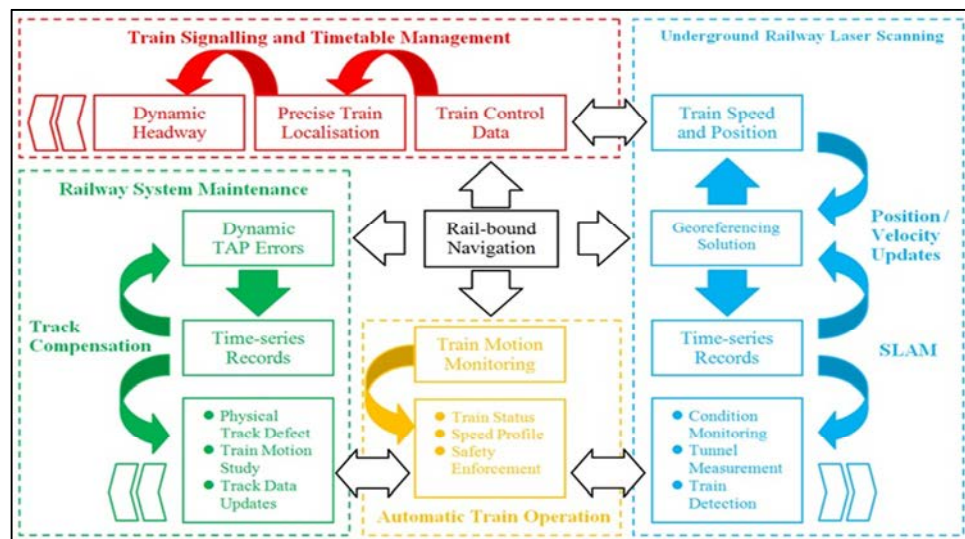 Train Signalling and Timetable Management
Dynamic
Headway
Precise Train
Localisation
Train Control
Data
Underground Railway Laser Scanning
Train Speed
and Position
Georeferencing
Solution
Position /
Velocity
Updates
Time-series
Records
SLAM
Condition
Monitoring
Tunnel
Measurement
Train
Detection
Rail-bound
Navigation
Railway System Maintenance
Dynamic
TAP Errors
Track
Compensation
Time-series
Records
Physical
Track Defect
Train Motion
Study
Track Data
Updates
Train Motion
Monitoring
Train Status
Speed Profile
Safety
Enforcement
Automatic Train Operation